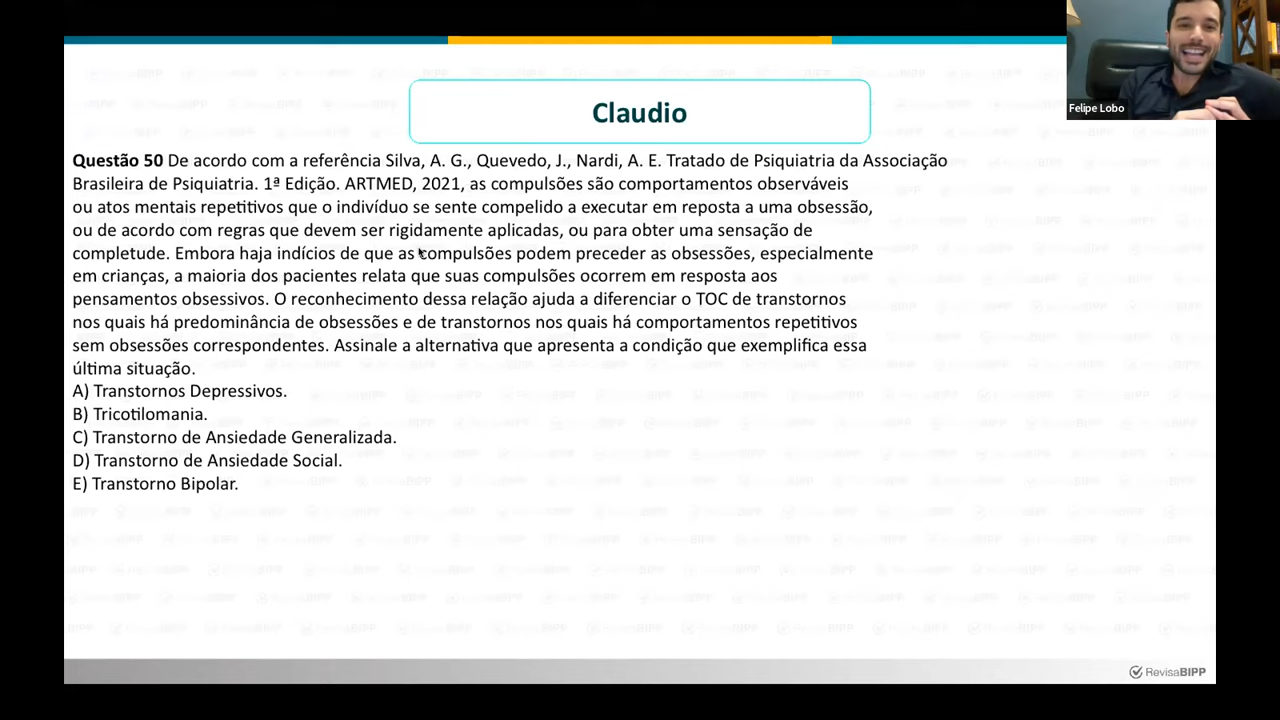 Felipe Lobo
Claudio
Questão 50 De acordo com a referência Silva, A. G., Quevedo, J., Nardi, A. E. Tratado de Psiquiatria da Associação
Brasileira de Psiquiatria. 1ª Edição. ARTMED, 2021, as compulsões são comportamentos observáveis
ou atos mentais repetitivos que o indivíduo se sente compelido a executar em reposta a uma obsessão,
ou de acordo com regras que devem ser rigidamente aplicadas, ou para obter uma sensação de
completude. Embora haja indícios de que as compulsões podem preceder as obsessões, especialmente
em crianças, a maioria dos pacientes relata que suas compulsões ocorrem em resposta aos
pensamentos obsessivos. O reconhecimento dessa relação ajuda a diferenciar o TOC de transtornos
nos quais há predominância de obsessões e de transtornos nos quais há comportamentos repetitivos
sem obsessões correspondentes. Assinale a alternativa que apresenta a condição que exemplifica essa
última situação.
A) Transtornos Depressivos.
B) Tricotilomania.
C) Transtorno de Ansiedade Generalizada.
D) Transtorno de Ansiedade Social.
E) Transtorno Bipolar.
RevisaBIPP